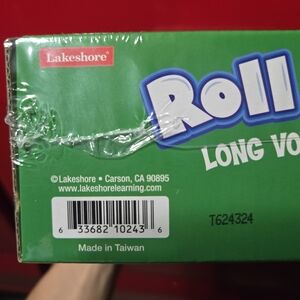 Lakeshore®
Roll
LONG VO
© Lakeshore • Carson, CA 90895
www.lakeshorelearning.com
6 33682 10243 6
T624324
Made in Taiwan